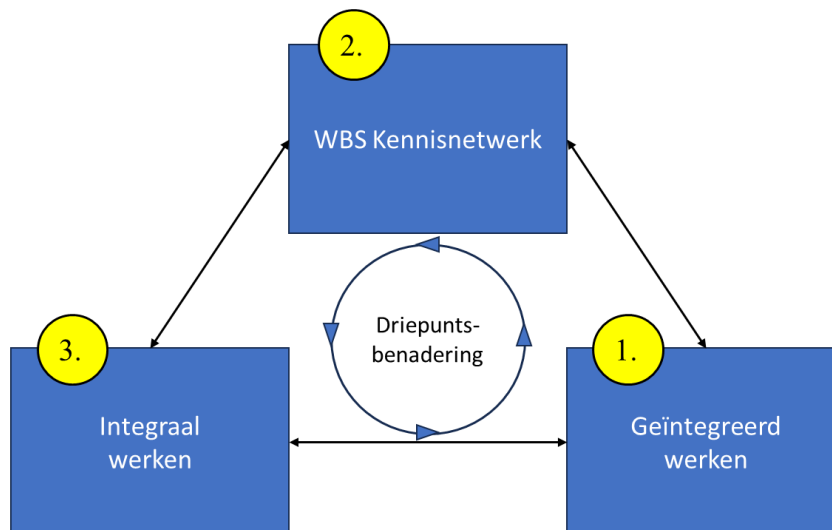 2.
WBS Kennisnetwerk
Driepunts-
benadering
3.
Integraal
werken
1.
Geïntegreerd
werken